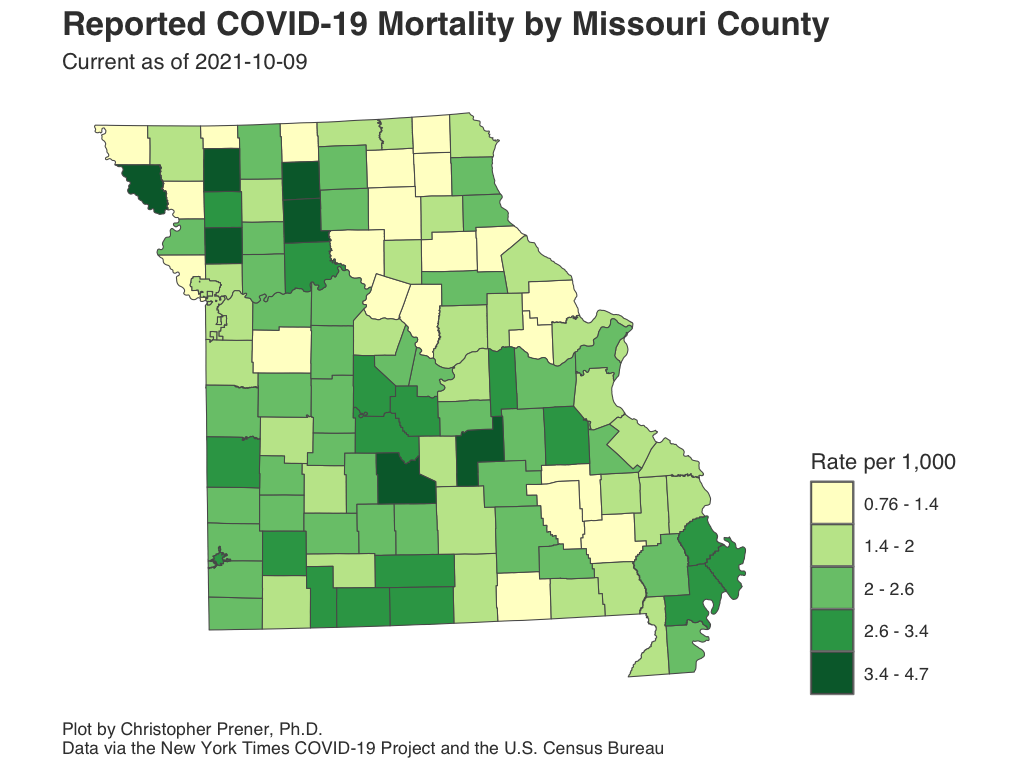 Reported COVID-19 Mortality by Missouri County
Current as of 2021-10-09
Rate per 1,000
0.76 - 1.4
1.4 - 2
2 - 2.6
2.6 - 3.4
3.4 - 4.7
Plot by Christopher Prener, Ph.D.
Data via the New York Times COVID-19 Project and the U.S. Census Bureau